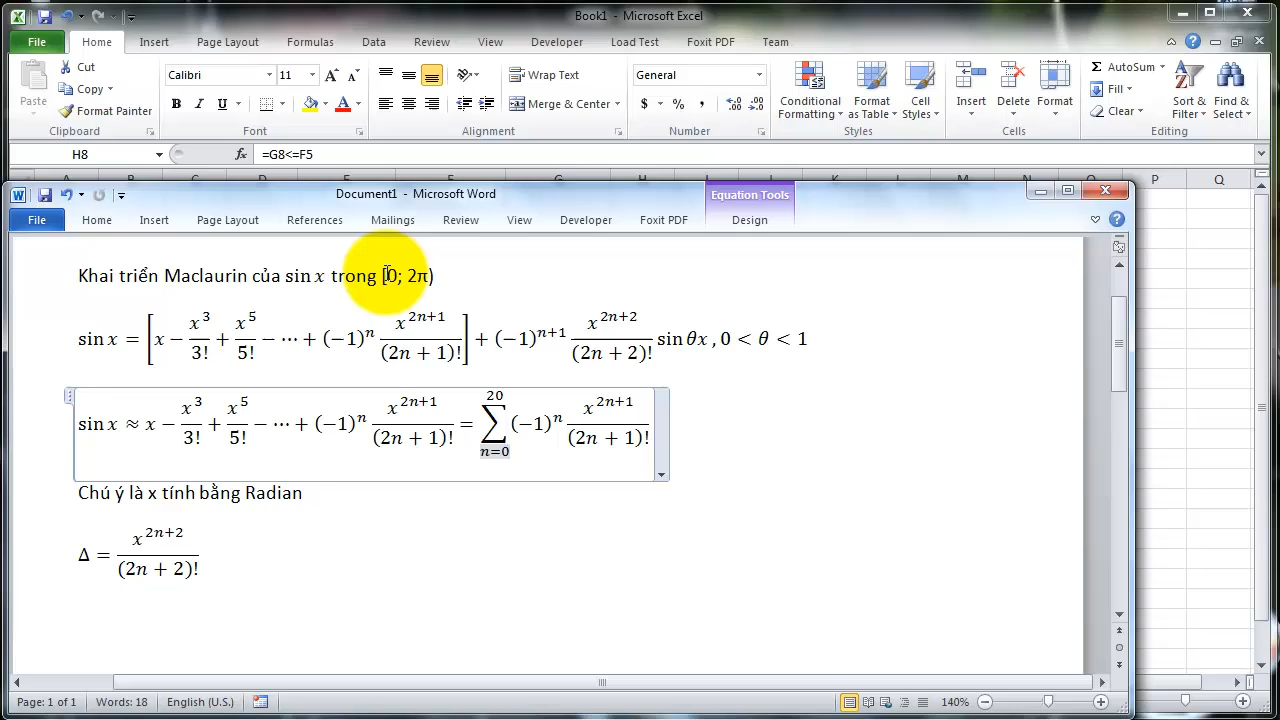 Book1 - Microsoft Excel
File Home Insert Page Layout Formulas Data Review View Developer Load Test Foxit PDF Team
Cut
Copy
Format Painter
Paste
Calibri 11
B I U
Wrap Text
Merge & Center
General
$ % ,
Conditional Formatting
Format as Table
Cell Styles
Insert Delete Format
AutoSum
Fill
Clear
Sort & Filter
Find & Select
Clipboard Font Alignment Number Styles Cells Editing
H8 fx =G8<=F5
P Q
Document1 - Microsoft Word
Equation Tools
File Home Insert Page Layout References Mailings Review View Developer Foxit PDF Design
Khai triển Maclaurin của sin x trong [0; 2π)
sin x = [x − x^3/3! + x^5/5! − ⋯ + (−1)^n x^(2n+1)/(2n + 1)!] + (−1)^(n+1) x^(2n+2)/(2n + 2)! sin θx , 0 < θ < 1
sin x ≈ x − x^3/3! + x^5/5! − ⋯ + (−1)^n x^(2n+1)/(2n + 1)! = ∑_(n=0)^20 (−1)^n x^(2n+1)/(2n + 1)!
Chú ý là x tính bằng Radian
Δ = x^(2n+2)/(2n + 2)!
Page: 1 of 1 Words: 18 English (U.S.) 140%